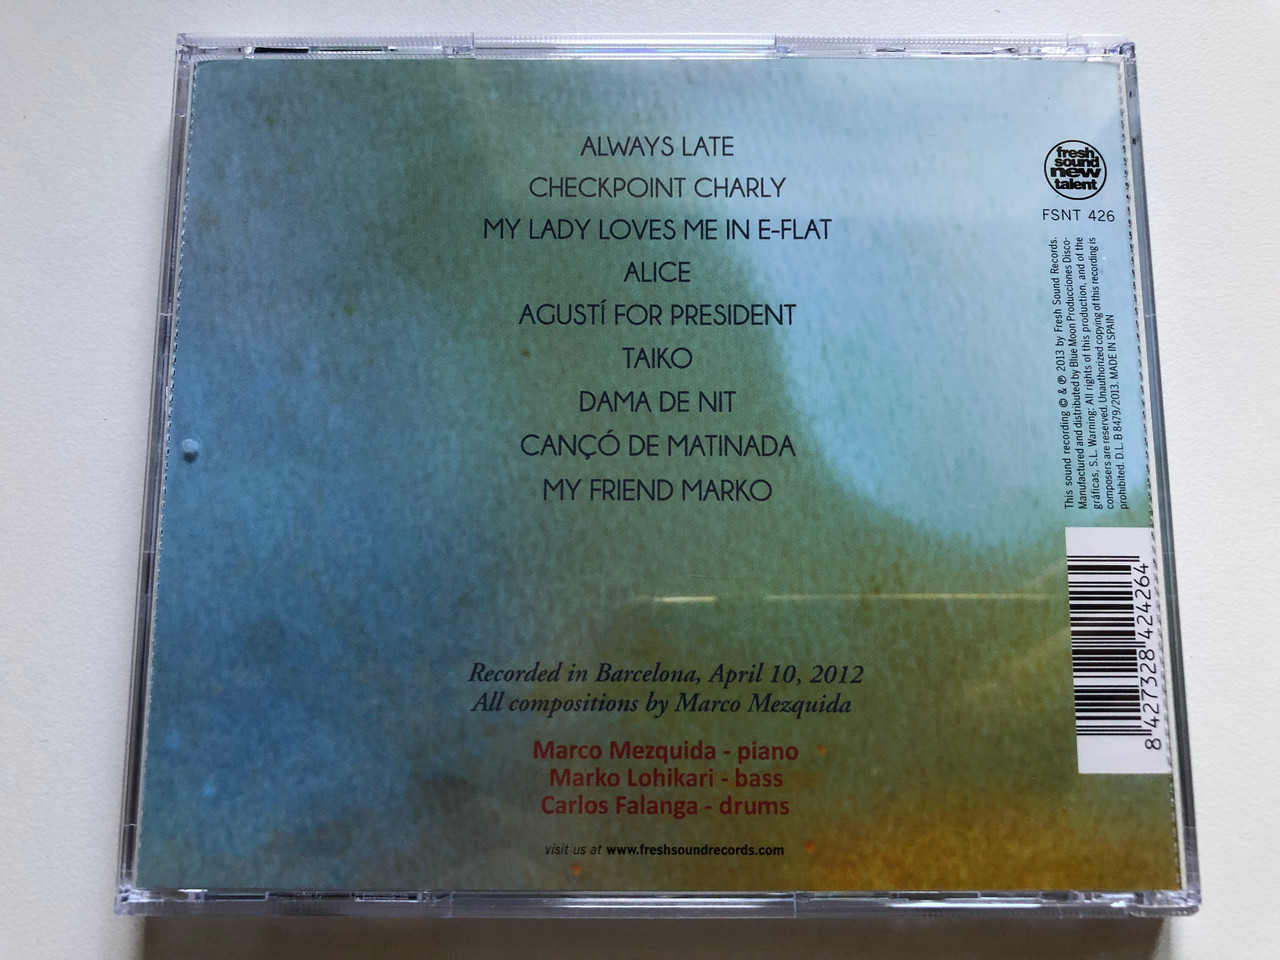 ALWAYS LATE
CHECKPOINT CHARLY
MY LADY LOVES ME IN E-FLAT
ALICE
AGUSTÍ FOR PRESIDENT
TAIKO
DAMA DE NIT
CANÇÓ DE MATINADA
MY FRIEND MARKO
Recorded in Barcelona, April 10, 2012
All compositions by Marco Mezquida
Marco Mezquida - piano
Marko Lohikari - bass
Carlos Falanga - drums
visit us at www.freshsoundrecords.com
fresh
sound
new
talent
FSNT 426
This sound recording © & ℗ 2013 by Fresh Sound Records.
Manufactured and distributed by Blue Moon Producciones Disco-
gráficas, S.L. Warning: All rights of this production, and of the
composers are reserved. Unauthorized copying of this recording is
prohibited. D.L. B 8479/2013. MADE IN SPAIN
8 427328 424264